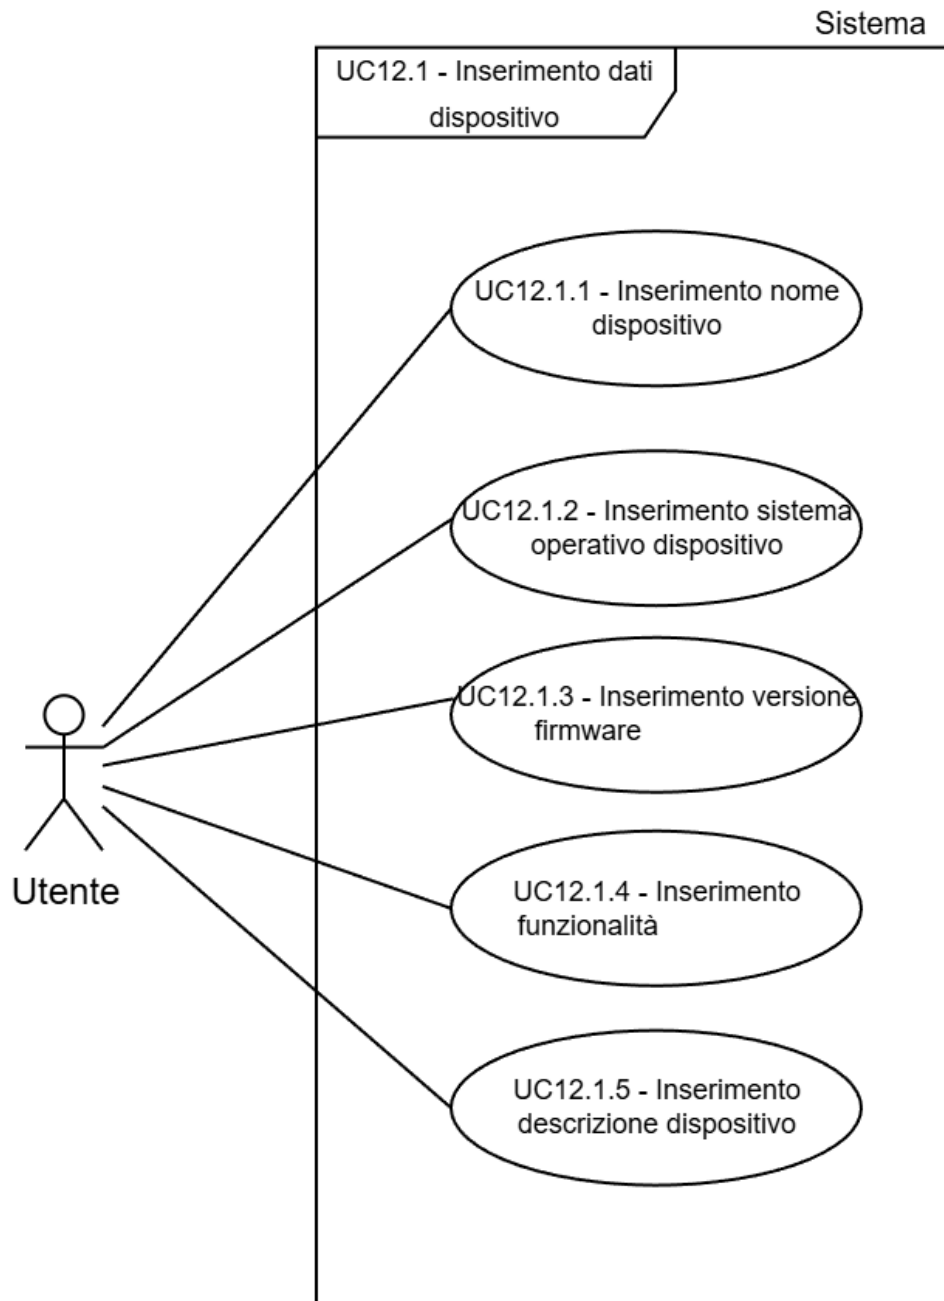 Sistema
UC12.1 - Inserimento dati
dispositivo
UC12.1.1 - Inserimento nome
dispositivo
UC12.1.2 - Inserimento sistema
operativo dispositivo
UC12.1.3 - Inserimento versione
firmware
Utente
UC12.1.4 - Inserimento
funzionalità
UC12.1.5 - Inserimento
descrizione dispositivo